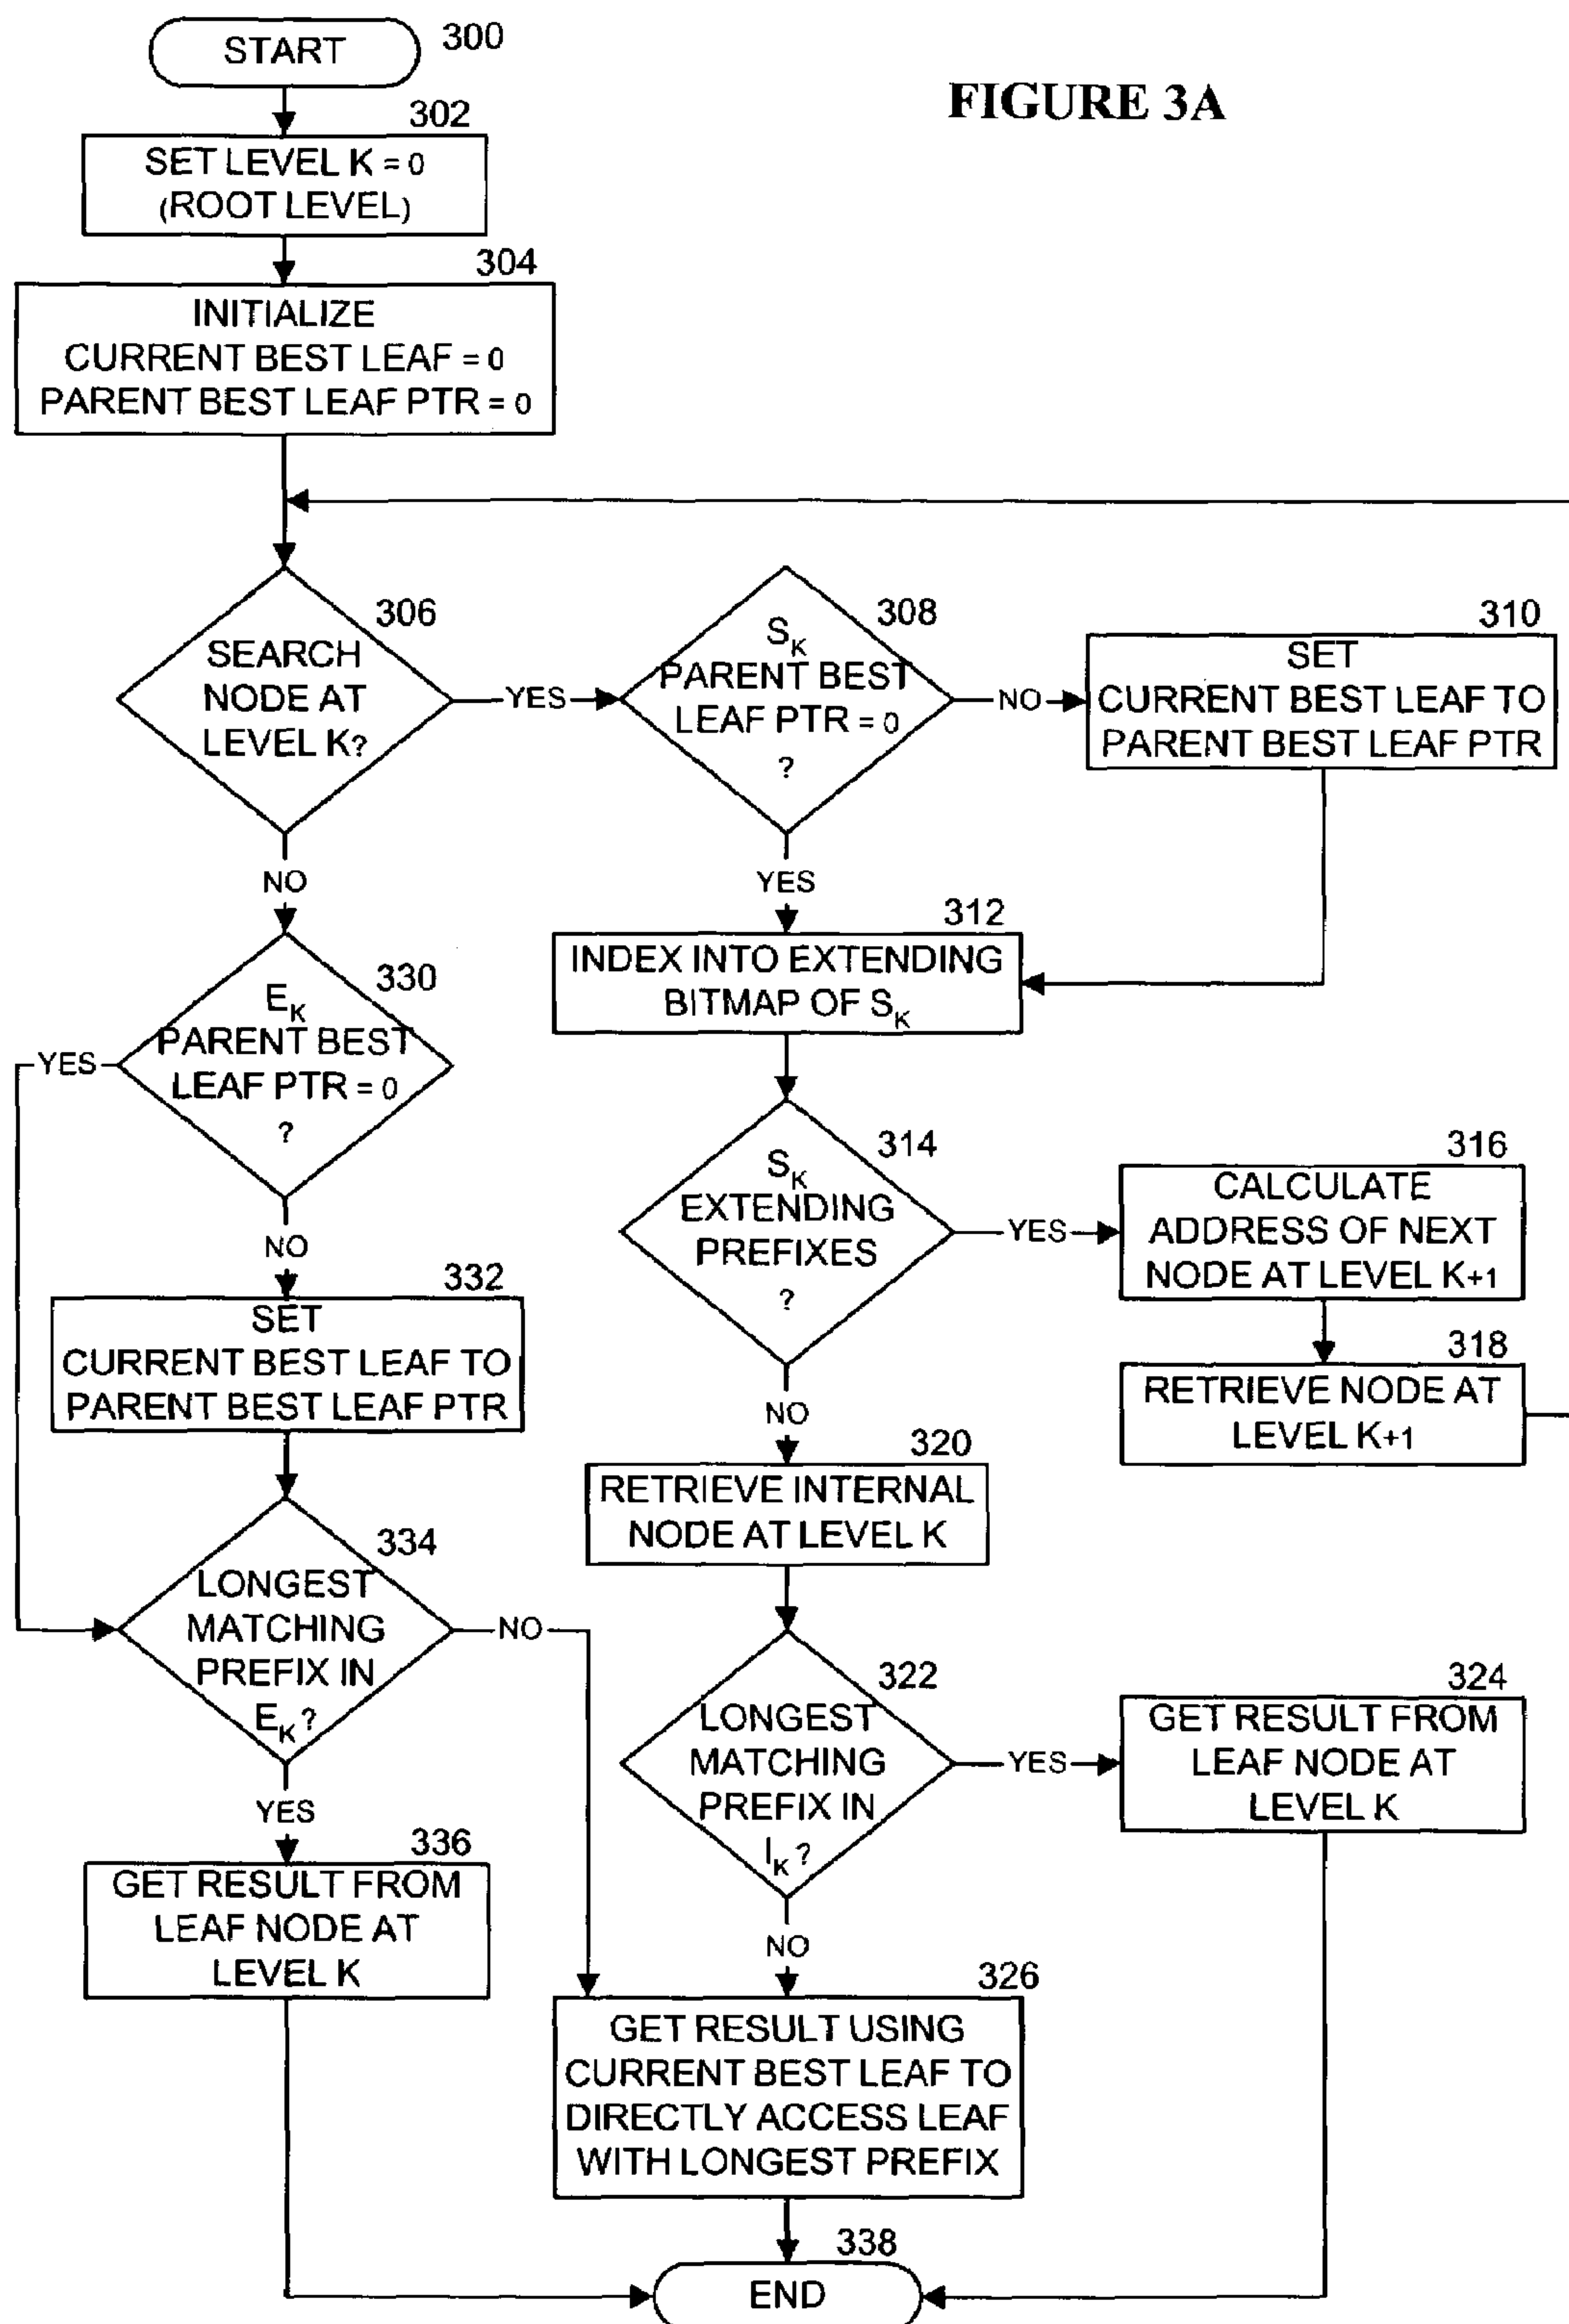 START
300
FIGURE 3A
302
SET LEVEL K = 0
(ROOT LEVEL)
304
INITIALIZE
CURRENT BEST LEAF = 0
PARENT BEST LEAF PTR = 0
306
SEARCH
NODE AT
LEVEL K?
YES
NO
308
SK
PARENT BEST
LEAF PTR = 0
?
NO
YES
310
SET
CURRENT BEST LEAF TO
PARENT BEST LEAF PTR
312
INDEX INTO EXTENDING
BITMAP OF SK
330
EK
PARENT BEST
LEAF PTR = 0
?
YES
NO
314
SK
EXTENDING
PREFIXES
?
YES
NO
316
CALCULATE
ADDRESS OF NEXT
NODE AT LEVEL K+1
318
RETRIEVE NODE AT
LEVEL K+1
332
SET
CURRENT BEST LEAF TO
PARENT BEST LEAF PTR
320
RETRIEVE INTERNAL
NODE AT LEVEL K
334
LONGEST
MATCHING
PREFIX IN
EK ?
NO
YES
322
LONGEST
MATCHING
PREFIX IN
IK ?
YES
NO
324
GET RESULT FROM
LEAF NODE AT
LEVEL K
336
GET RESULT FROM
LEAF NODE AT
LEVEL K
326
GET RESULT USING
CURRENT BEST LEAF TO
DIRECTLY ACCESS LEAF
WITH LONGEST PREFIX
338
END